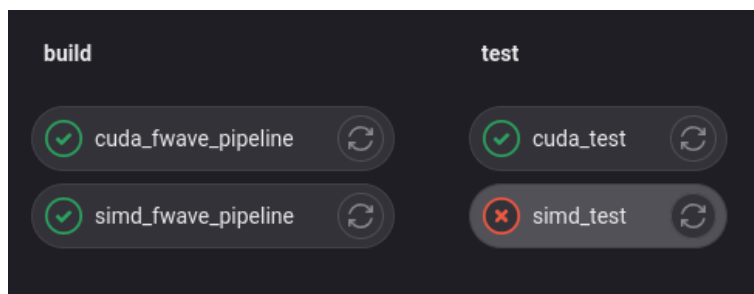 build
test
cuda_fwave_pipeline
cuda_test
simd_fwave_pipeline
simd_test